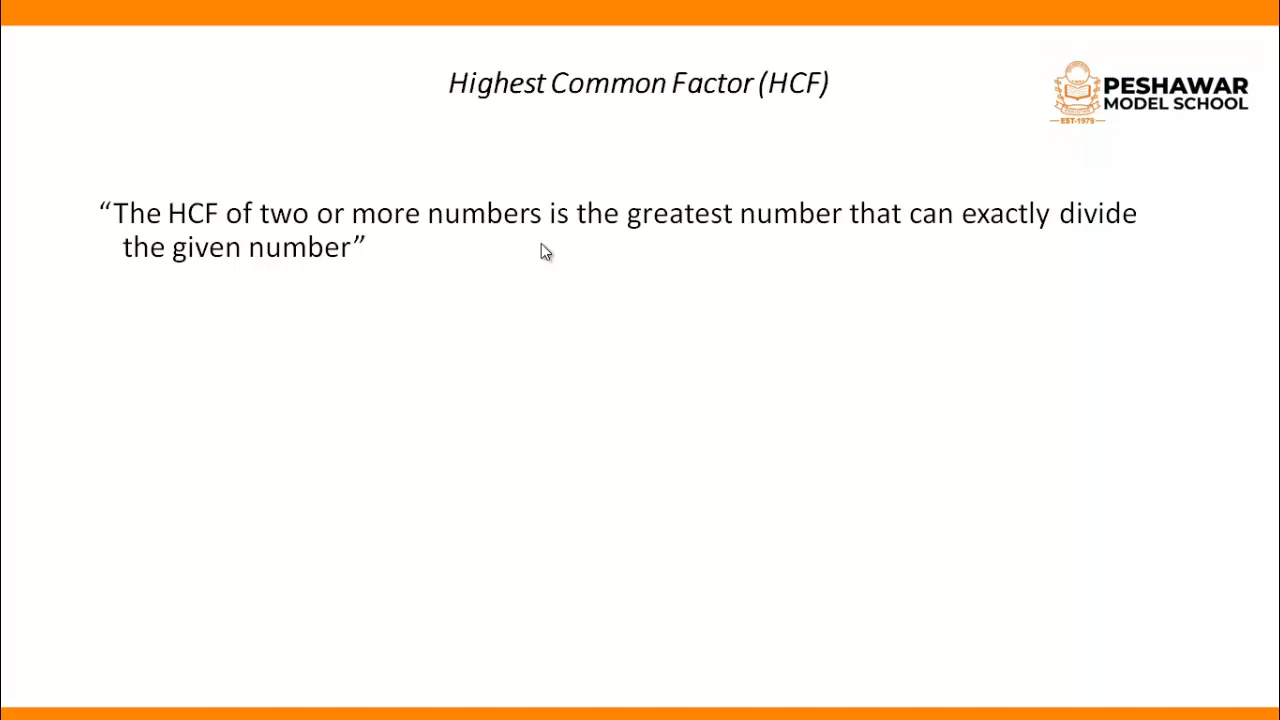 Highest Common Factor (HCF)
PESHAWAR
MODEL SCHOOL
EST-1979
“The HCF of two or more numbers is the greatest number that can exactly divide
the given number”